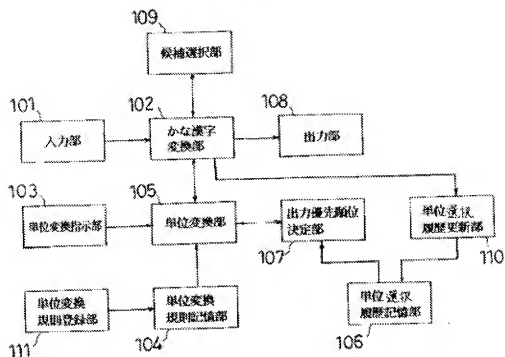 109
候補選択部
101
入力部
102
かな漢字
変換部
108
出力部
103
単位変換指示部
105
単位変換部
出力優先順位
決定部
107
単位選択
履歴更新部
110
単位変換
規則登録部
111
単位変換
規則記憶部
104
単位選択
履歴記憶部
106